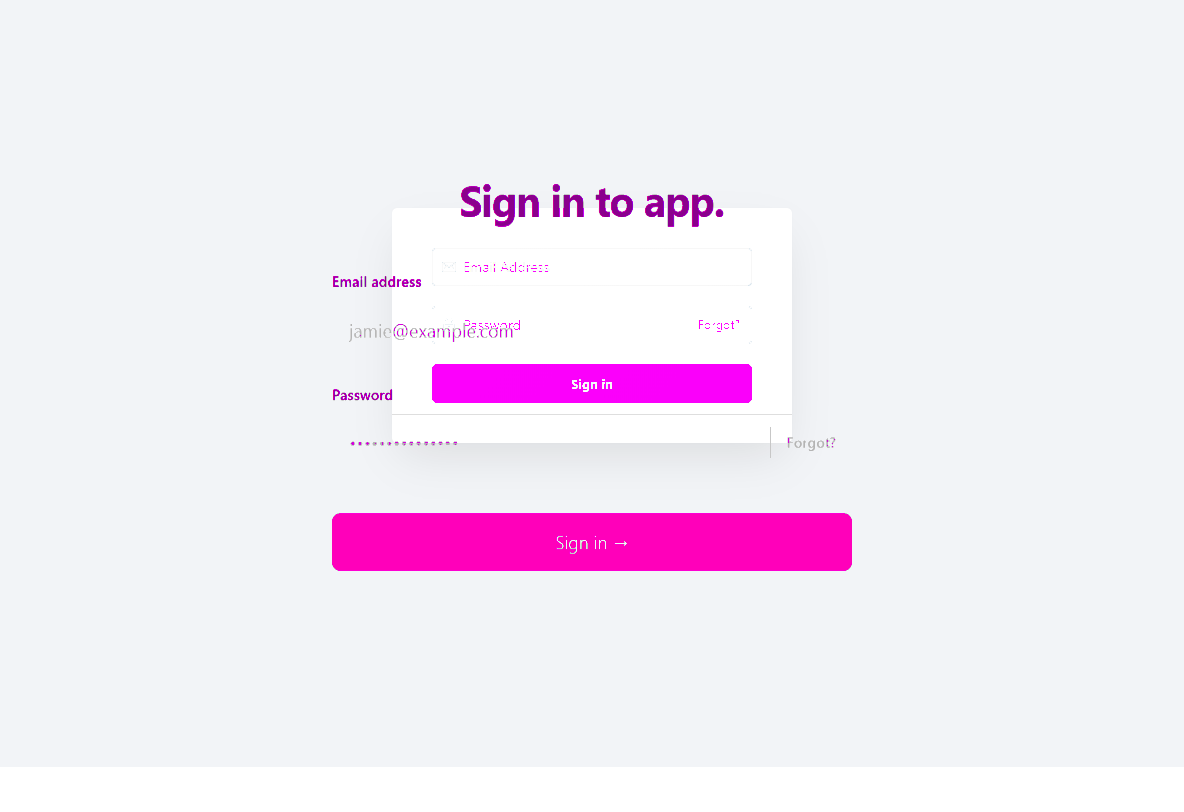 Sign in to app.
Email Address
Email address
Password Forgot?
jamie@example.com
Sign in
Password
•••••••••••••••
Forgot?
Sign in →